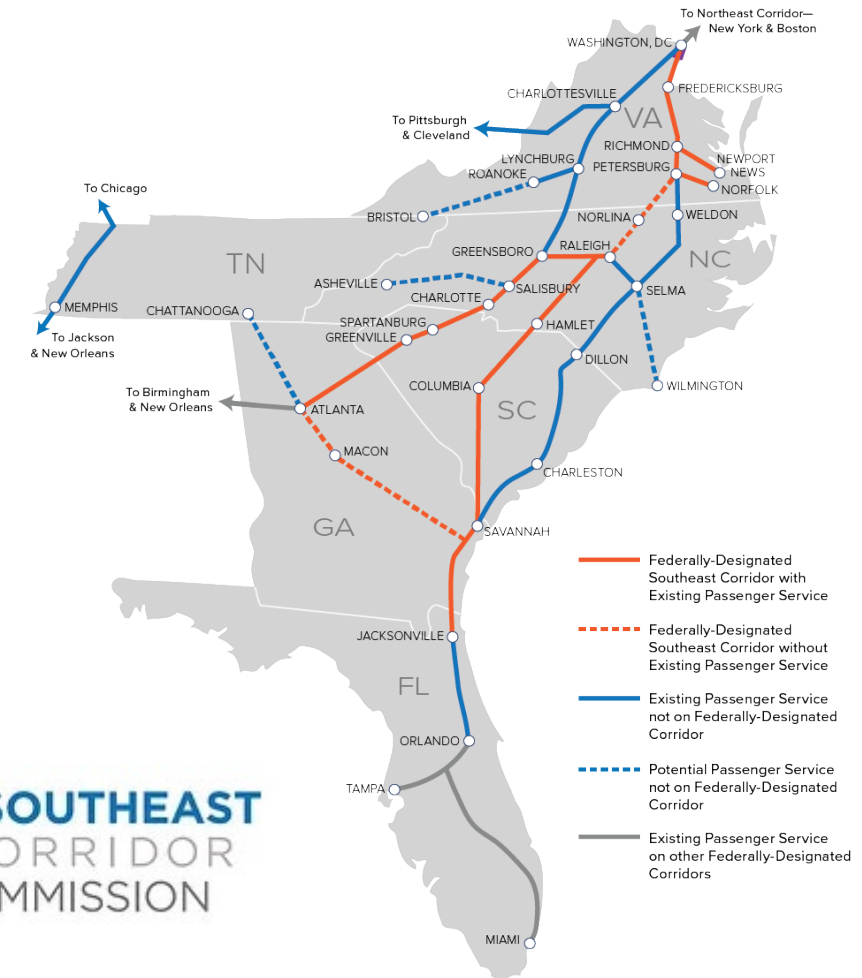 To Northeast Corridor—
New York & Boston
WASHINGTON, DC
FREDERICKSBURG
CHARLOTTESVILLE
VA
To Pittsburgh
& Cleveland
RICHMOND
LYNCHBURG
PETERSBURG
NEWPORT
NEWS
ROANOKE
NORFOLK
To Chicago
BRISTOL
NORLINA
WELDON
TN
GREENSBORO
RALEIGH
NC
ASHEVILLE
SALISBURY
SELMA
CHARLOTTE
MEMPHIS
CHATTANOOGA
SPARTANBURG
HAMLET
GREENVILLE
To Jackson
& New Orleans
DILLON
COLUMBIA
WILMINGTON
To Birmingham
& New Orleans
ATLANTA
SC
MACON
CHARLESTON
GA
SAVANNAH
JACKSONVILLE
FL
ORLANDO
TAMPA
MIAMI
Federally-Designated
Southeast Corridor with
Existing Passenger Service
Federally-Designated
Southeast Corridor without
Existing Passenger Service
Existing Passenger Service
not on Federally-Designated
Corridor
Potential Passenger Service
not on Federally-Designated
Corridor
Existing Passenger Service
on other Federally-Designated
Corridors
SOUTHEAST
ORRIDOR
MMISSION